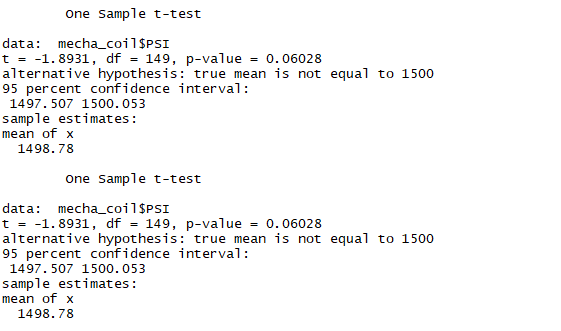 One Sample t-test
data:  mecha_coil$PSI
t = -1.8931, df = 149, p-value = 0.06028
alternative hypothesis: true mean is not equal to 1500
95 percent confidence interval:
1497.507 1500.053
sample estimates:
mean of x
1498.78
One Sample t-test
data:  mecha_coil$PSI
t = -1.8931, df = 149, p-value = 0.06028
alternative hypothesis: true mean is not equal to 1500
95 percent confidence interval:
1497.507 1500.053
sample estimates:
mean of x
1498.78